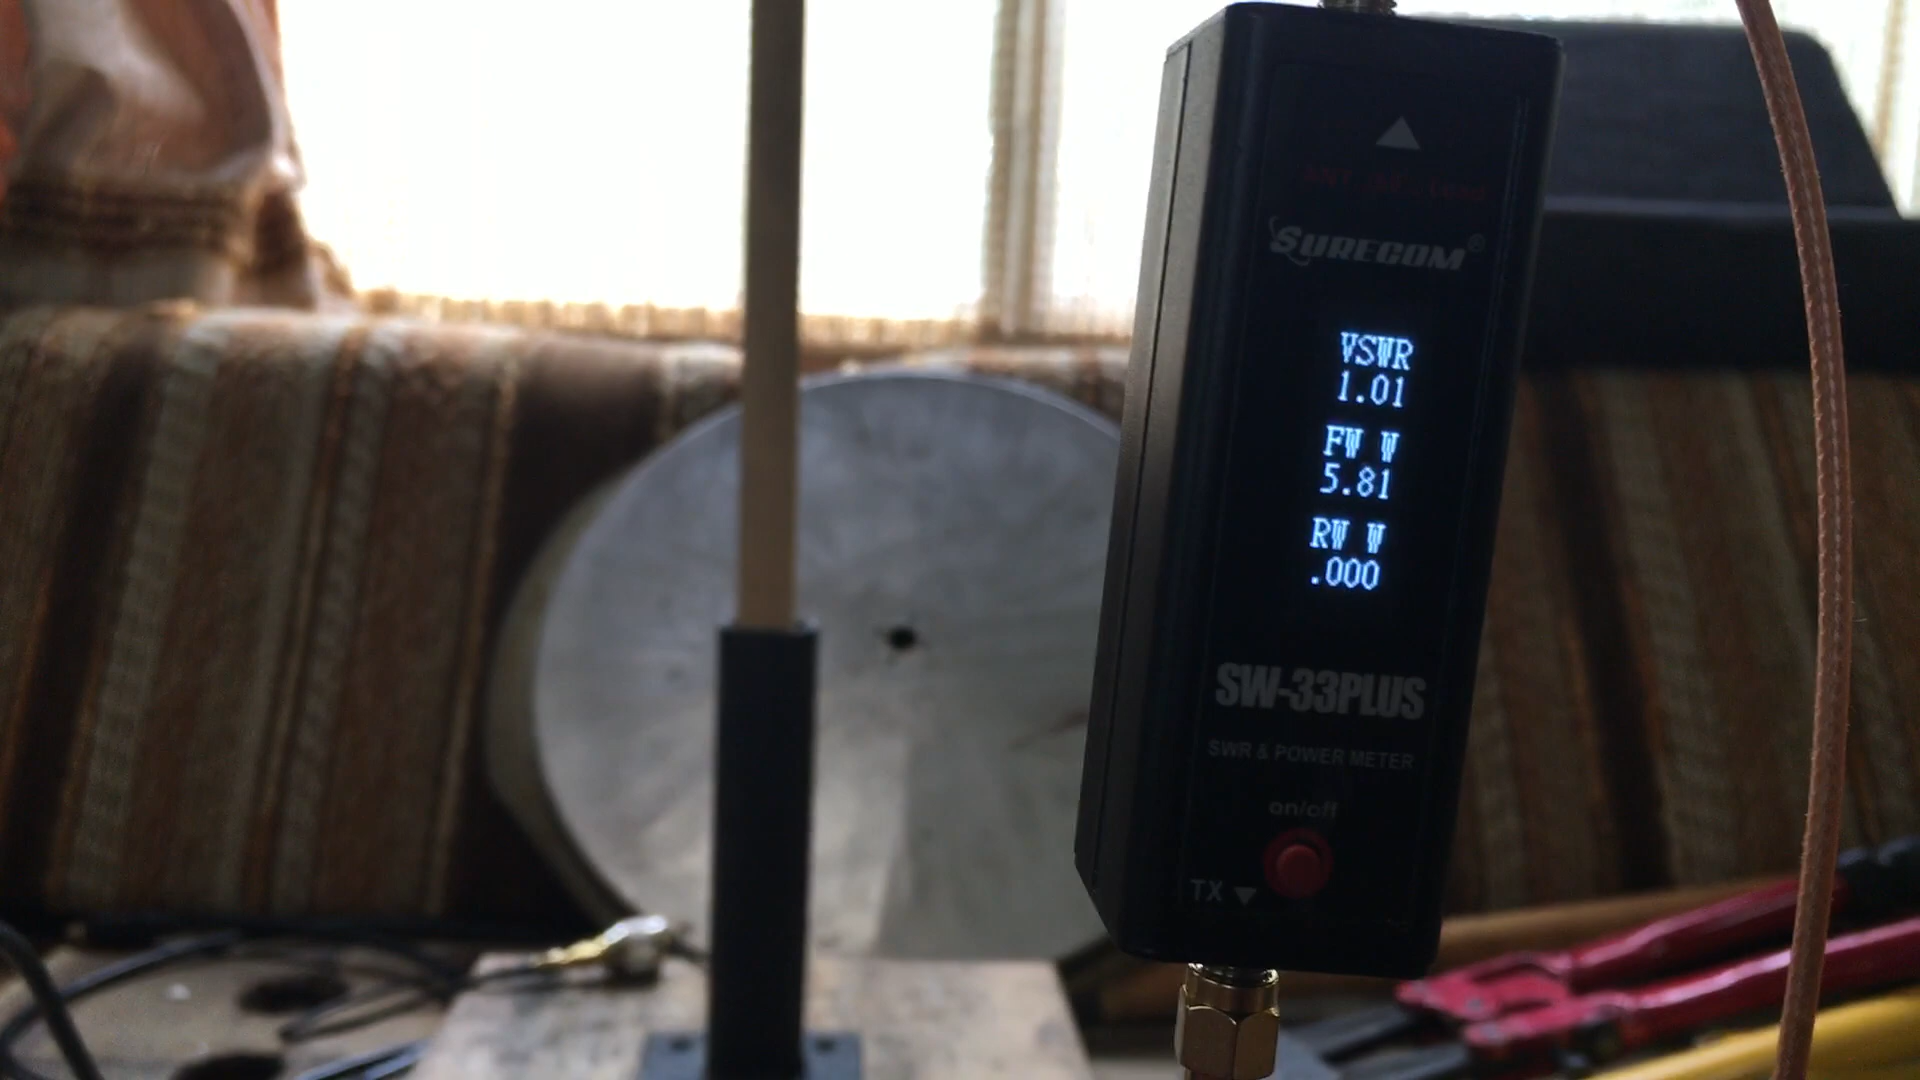 SURECOM®
VSWR
1.01
FW W
5.81
RW W
.000
SW-33PLUS
SWR & POWER METER
on/off
TX